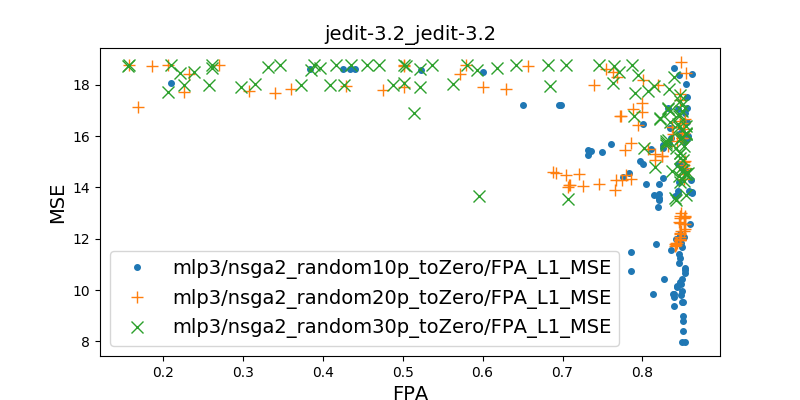 jedit-3.2_jedit-3.2
MSE
18
16
14
12
10
8
mlp3/nsga2_random10p_toZero/FPA_L1_MSE
mlp3/nsga2_random20p_toZero/FPA_L1_MSE
mlp3/nsga2_random30p_toZero/FPA_L1_MSE
0.2 0.3 0.4 0.5 0.6 0.7 0.8
FPA